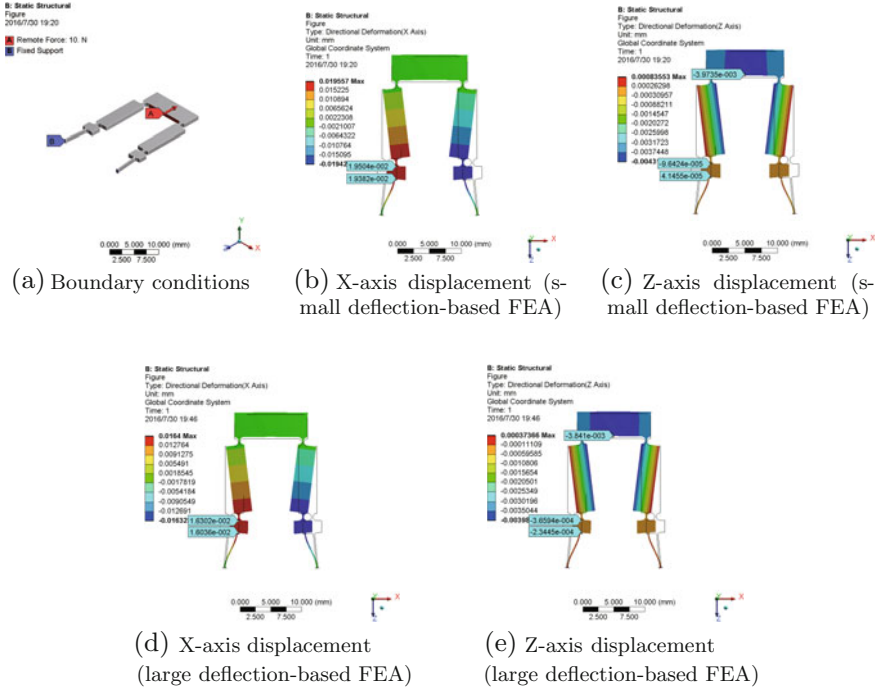 B: Static Structural
Figure
2016/7/30 19:20
A Remote Force: 10. N
B Fixed Support
A
B
Y
Z
X
0.000 5.000 10.000 (mm)
2.500 7.500
(a) Boundary conditions
B: Static Structural
Figure
Type: Directional Deformation(X Axis)
Unit: mm
Global Coordinate System
Time: 1
2016/7/30 19:20
0.019557 Max
0.015225
0.010894
0.0065624
0.0022308
-0.0021007
-0.0064322
-0.010764
-0.015095
-0.01942
1.9504e-002
1.9382e-002
X
Z
0.000 5.000 10.000 (mm)
2.500 7.500
(b) X-axis displacement (s-
mall deflection-based FEA)
B: Static Structural
Figure
Type: Directional Deformation(Z Axis)
Unit: mm
Global Coordinate System
Time: 1
2016/7/30 19:20
0.00083553 Max
0.00026298
-0.00030957
-0.00088211
-0.0014547
-0.0020272
-0.0025998
-0.0031723
-0.0037448
-0.0043
-3.9735e-003
-9.6424e-005
4.1455e-005
X
Z
0.000 5.000 10.000 (mm)
2.500 7.500
(c) Z-axis displacement (s-
mall deflection-based FEA)
B: Static Structural
Figure
Type: Directional Deformation(X Axis)
Unit: mm
Global Coordinate System
Time: 1
2016/7/30 19:46
0.0164 Max
0.012764
0.0091275
0.005491
0.0018545
-0.0017819
-0.0054184
-0.0090549
-0.012691
-0.01632
1.6302e-002
1.6036e-002
X
Z
0.000 5.000 10.000 (mm)
2.500 7.500
(d) X-axis displacement
(large deflection-based FEA)
B: Static Structural
Figure
Type: Directional Deformation(Z Axis)
Unit: mm
Global Coordinate System
Time: 1
2016/7/30 19:46
0.00037366 Max
-0.00011109
-0.00059585
-0.0010806
-0.0015654
-0.0020501
-0.0025349
-0.0030196
-0.0035044
-0.00398
-3.841e-003
-3.6594e-004
-2.3445e-004
X
Z
0.000 5.000 10.000 (mm)
2.500 7.500
(e) Z-axis displacement
(large deflection-based FEA)